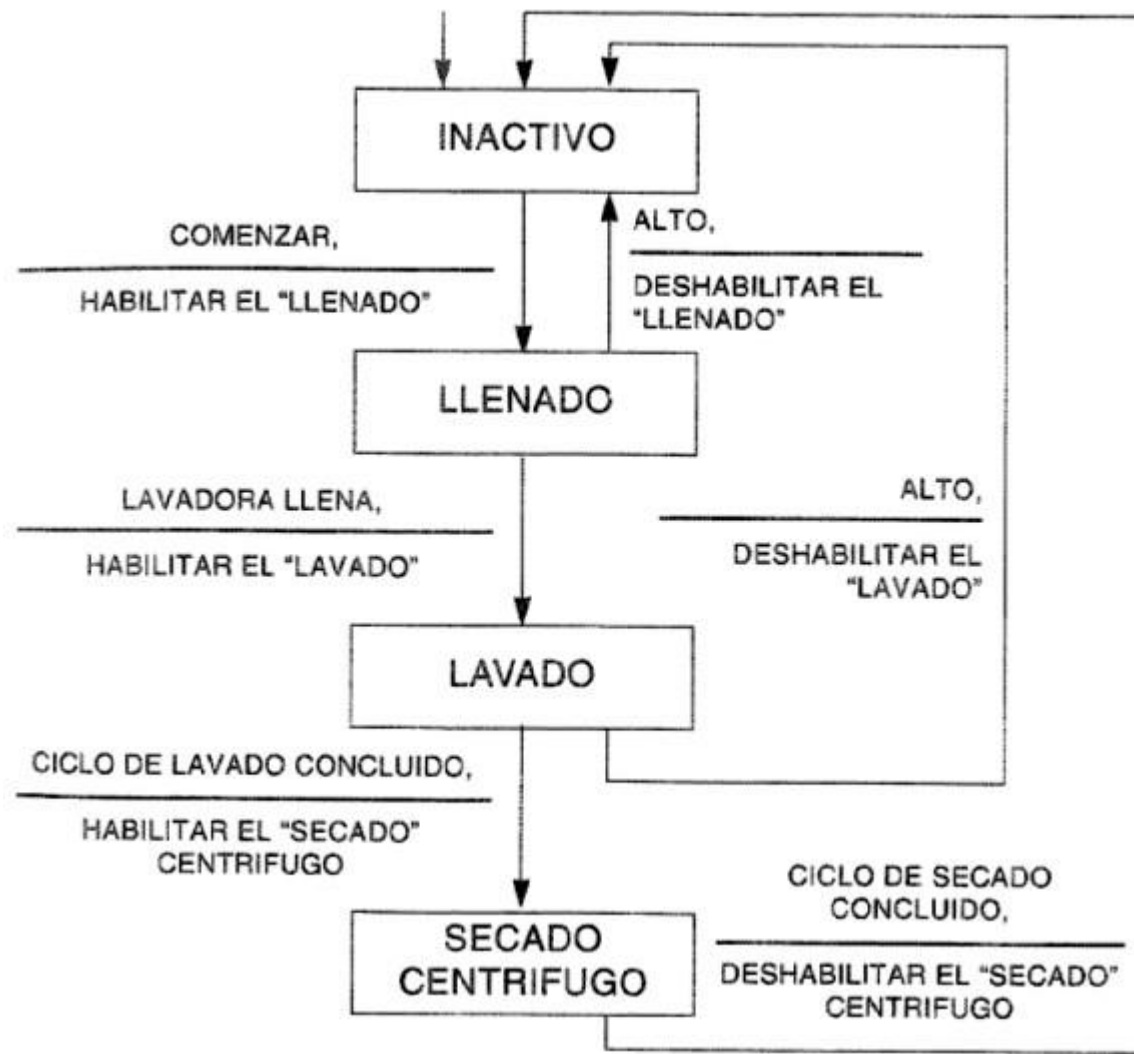 INACTIVO
COMENZAR,
HABILITAR EL "LLENADO"
ALTO,
DESHABILITAR EL
"LLENADO"
LLENADO
LAVADORA LLENA,
HABILITAR EL "LAVADO"
ALTO,
DESHABILITAR EL
"LAVADO"
LAVADO
CICLO DE LAVADO CONCLUIDO,
HABILITAR EL "SECADO"
CENTRIFUGO
SECADO
CENTRIFUGO
CICLO DE SECADO
CONCLUIDO,
DESHABILITAR EL "SECADO"
CENTRIFUGO